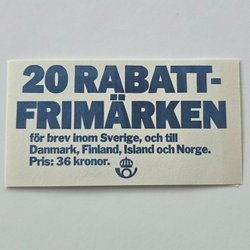 20 RABATT-
FRIMÄRKEN
för brev inom Sverige, och till
Danmark, Finland, Island och Norge.
Pris: 36 kronor.